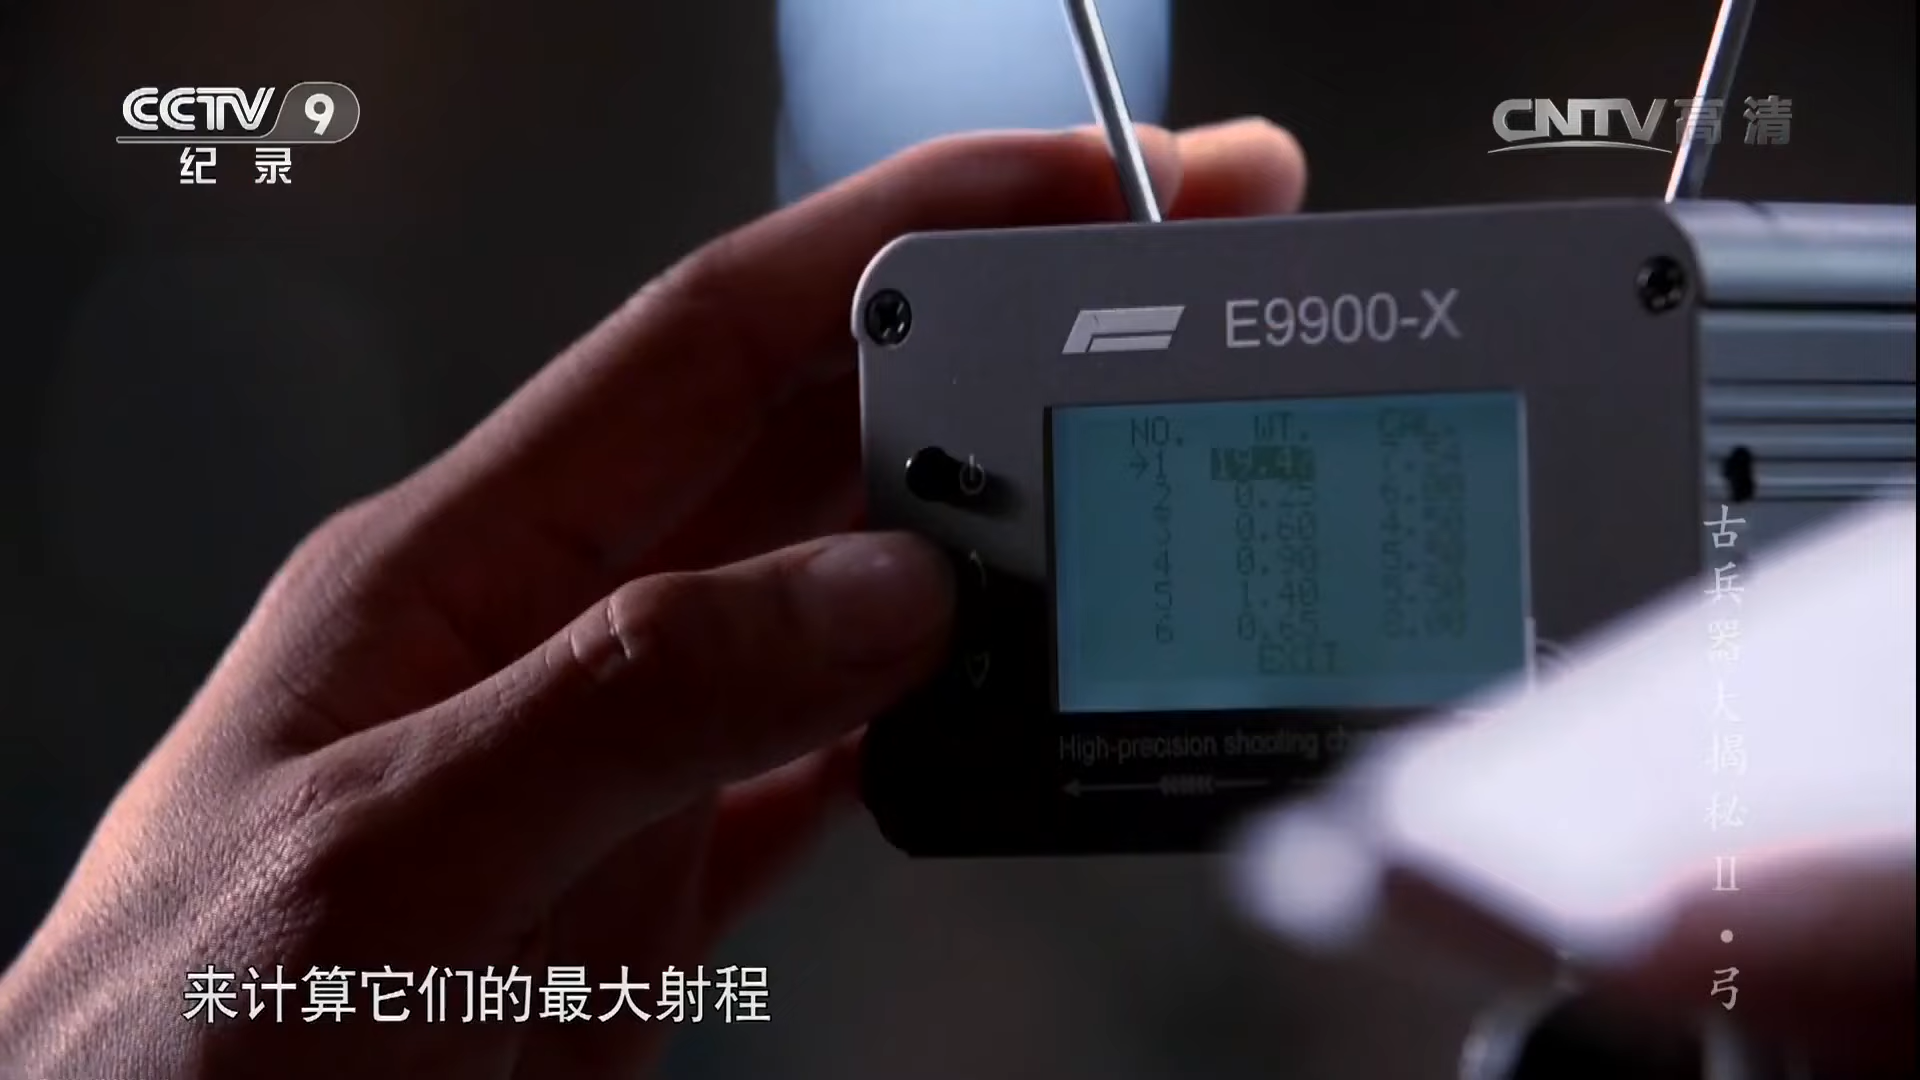 CCTV 9
纪录
CNTV高清
E9900-X
NO. WT. CAL.
→1
2 0.25
3 0.60
4 0.90
5 1.40
6 0.65
EXIT
High-precision shooting
古兵器大揭秘II·弓
来计算它们的最大射程